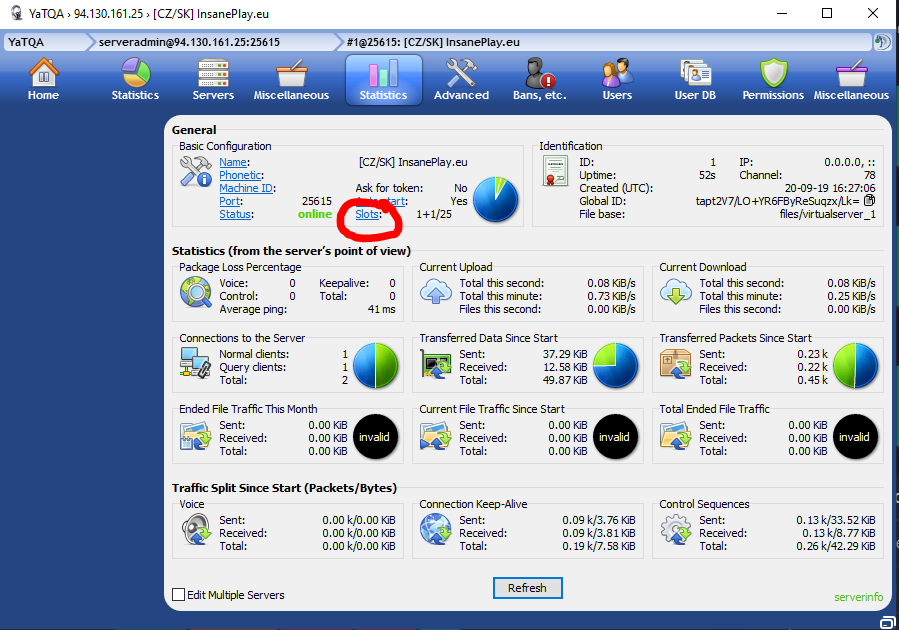 YaTQA › 94.130.161.25 › [CZ/SK] InsanePlay.eu
YaTQA serveradmin@94.130.161.25:25615 #1@25615: [CZ/SK] InsanePlay.eu
Home Statistics Servers Miscellaneous Statistics Advanced Bans, etc. Users User DB Permissions Miscellaneous
General
Basic Configuration
Name: [CZ/SK] InsanePlay.eu
Phonetic:
Machine ID: Ask for token: No
Port: 25615 start: Yes
Status: online Slots: 1+1/25
Identification
ID: 1 IP: 0.0.0.0, ::
Uptime: 52s Channel: 78
Created (UTC): 20-09-19 16:27:06
Global ID: tapt2V7/LO+YR6FByReSuqzx/Lk=
File base: files/virtualserver_1
Statistics (from the server's point of view)
Package Loss Percentage
Voice: 0 Keepalive: 0
Control: 0 Total: 0
Average ping: 41 ms
Current Upload
Total this second: 0.08 KiB/s
Total this minute: 0.73 KiB/s
Files this second: 0.00 KiB/s
Current Download
Total this second: 0.08 KiB/s
Total this minute: 0.25 KiB/s
Files this second: 0.00 KiB/s
Connections to the Server
Normal clients: 1
Query clients: 1
Total: 2
Transferred Data Since Start
Sent: 37.29 KiB
Received: 12.58 KiB
Total: 49.87 KiB
Transferred Packets Since Start
Sent: 0.23 k
Received: 0.22 k
Total: 0.45 k
Ended File Traffic This Month
Sent: 0.00 KiB
Received: 0.00 KiB
Total: 0.00 KiB
invalid
Current File Traffic Since Start
Sent: 0.00 KiB
Received: 0.00 KiB
Total: 0.00 KiB
invalid
Total Ended File Traffic
Sent: 0.00 KiB
Received: 0.00 KiB
Total: 0.00 KiB
invalid
Traffic Split Since Start (Packets/Bytes)
Voice
Sent: 0.00 k/0.00 KiB
Received: 0.00 k/0.00 KiB
Total: 0.00 k/0.00 KiB
Connection Keep-Alive
Sent: 0.09 k/3.76 KiB
Received: 0.09 k/3.81 KiB
Total: 0.19 k/7.58 KiB
Control Sequences
Sent: 0.13 k/33.52 KiB
Received: 0.13 k/8.77 KiB
Total: 0.26 k/42.29 KiB
Edit Multiple Servers
Refresh
serverinfo